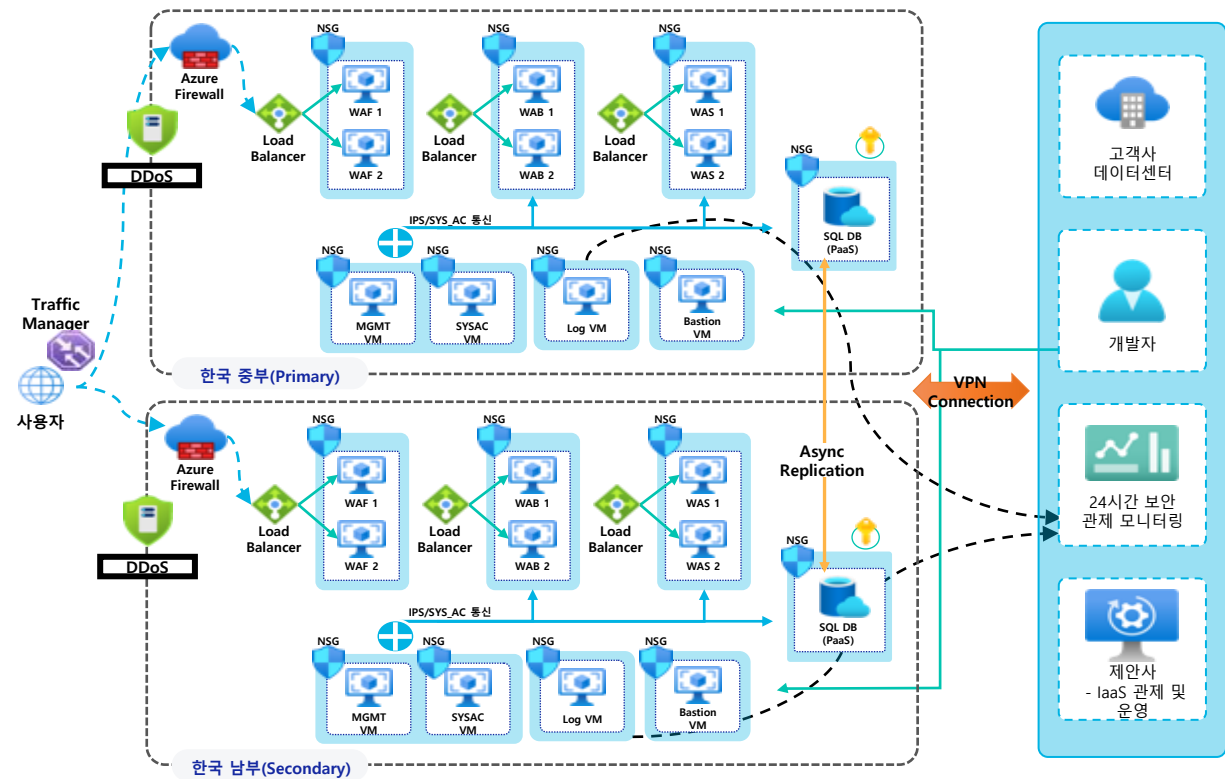 NSG
NSG
NSG
Azure
Firewall
WAF 1
WAB 1
WAS 1
Load
Balancer
Load
Balancer
Load
Balancer
WAF 2
WAB 2
WAS 2
DDoS
NSG
IPS/SYS_AC 통신
SQL DB
(PaaS)
NSG
NSG
NSG
NSG
MGMT
VM
SYSAC
VM
Log VM
Bastion
VM
한국 중부(Primary)
Traffic
Manager
사용자
Async
Replication
VPN
Connection
NSG
NSG
NSG
Azure
Firewall
WAF 1
WAB 1
WAS 1
Load
Balancer
Load
Balancer
Load
Balancer
WAF 2
WAB 2
WAS 2
DDoS
NSG
IPS/SYS_AC 통신
SQL DB
(PaaS)
NSG
NSG
NSG
NSG
MGMT
VM
SYSAC
VM
Log VM
Bastion
VM
한국 남부(Secondary)
고객사
데이터센터
개발자
24시간 보안
관제 모니터링
제안사
- IaaS 관제 및
운영